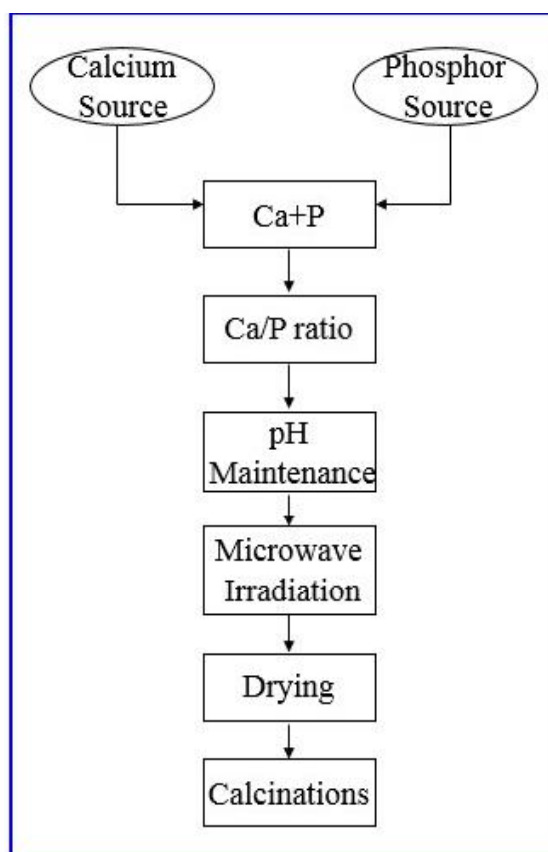 Calcium
Source
Phosphor
Source
Ca+P
Ca/P ratio
pH
Maintenance
Microwave
Irradiation
Drying
Calcinations